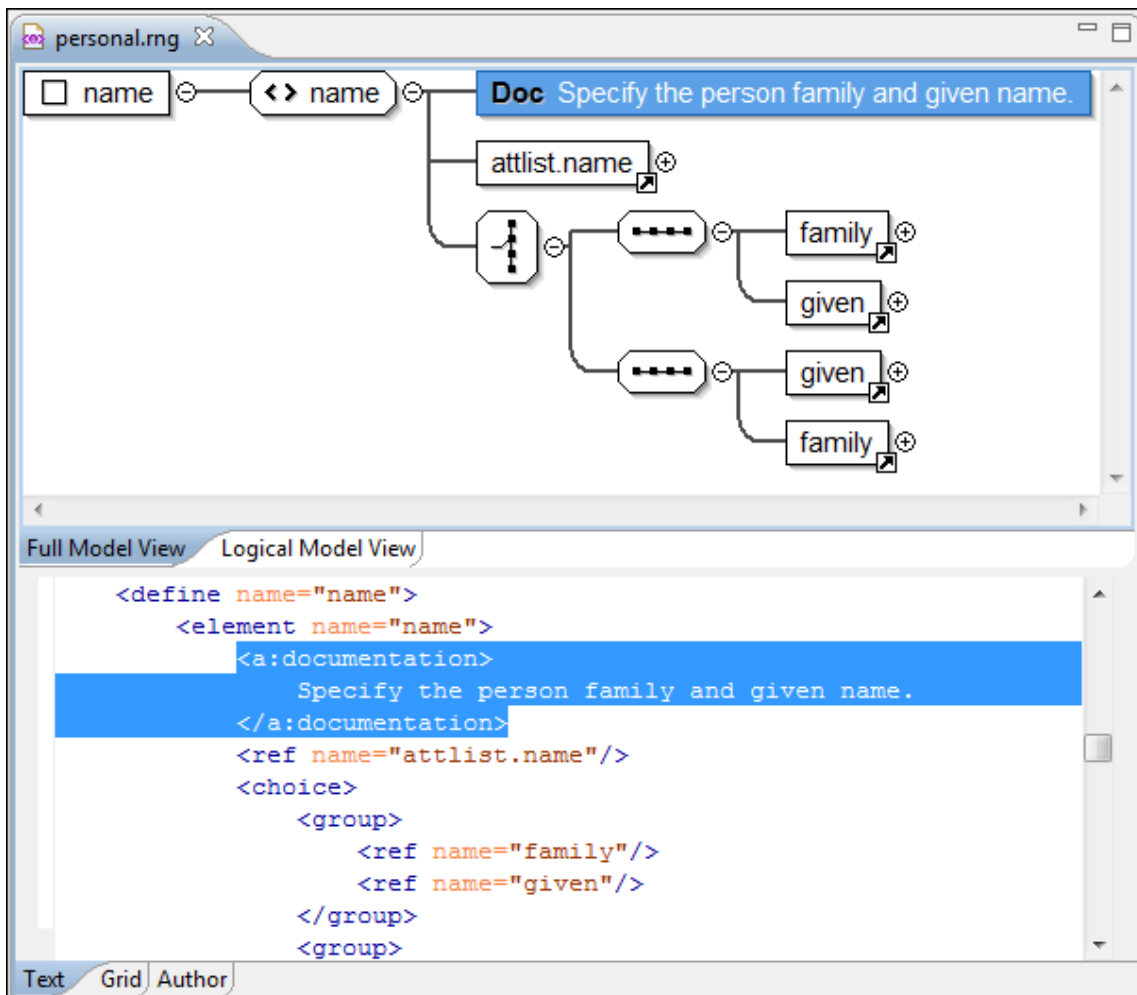 personal.rng
name
name
Doc Specify the person family and given name.
attlist.name
family
given
given
family
Full Model View Logical Model View
<define name="name">
<element name="name">
<a:documentation>
Specify the person family and given name.
</a:documentation>
<ref name="attlist.name"/>
<choice>
<group>
<ref name="family"/>
<ref name="given"/>
</group>
<group>
Text Grid Author